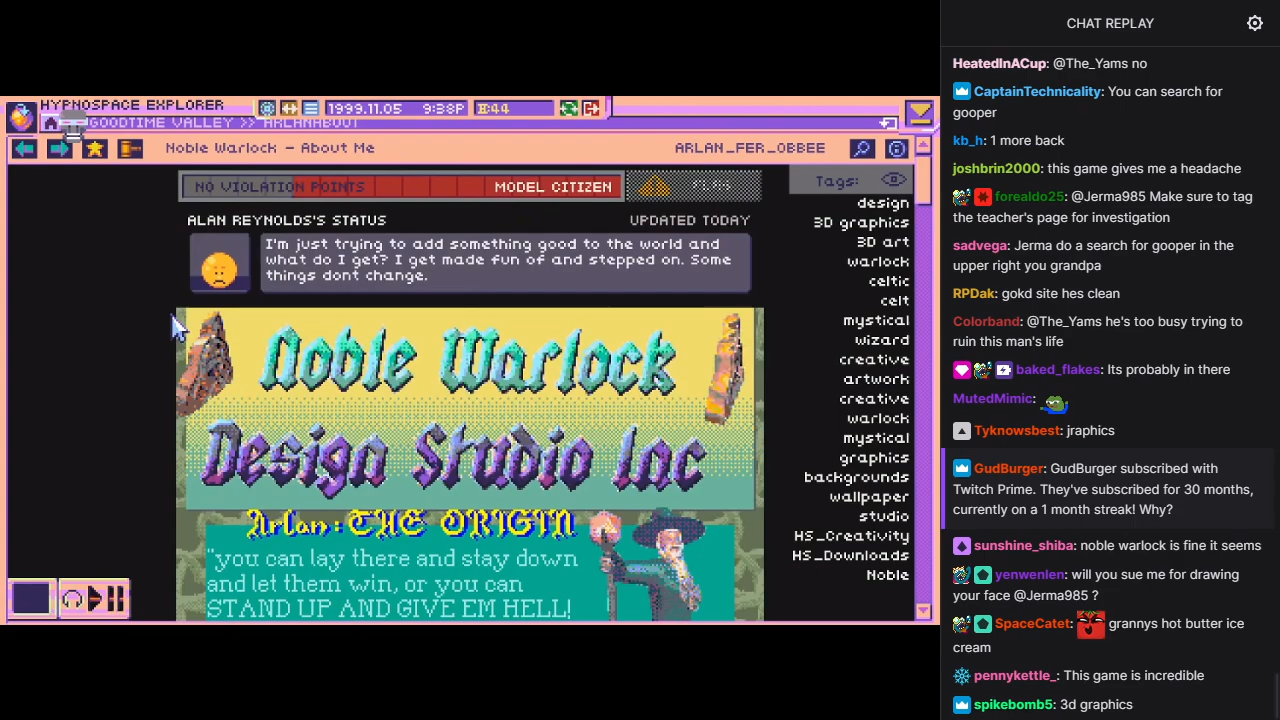 HYPNOSPACE EXPLORER
1999.11.05 9:38P
44
GOODTIME VALLEY >> ARLANABOUT
Noble Warlock - About Me
ARLAN_FER_OBBEE
NO VIOLATION POINTS
MODEL CITIZEN
Tags:
ALAN REYNOLDS'S STATUS
UPDATED TODAY
I'm just trying to add something good to the world and
what do I get? I get made fun of and stepped on. Some
things dont change.
Noble Warlock
Design Studio Inc
Arlan: THE ORIGIN
"you can lay there and stay down
and let them win, or you can
STAND UP AND GIVE EM HELL!
design
3D graphics
3D art
warlock
celtic
celt
mystical
wizard
creative
artwork
creative
warlock
mystical
graphics
backgrounds
wallpaper
studio
HS_Creativity
HS_Downloads
Noble
CHAT REPLAY
HeatedInACup: @The_Yams no
CaptainTechnicality: You can search for
gooper
kb_h: 1 more back
joshbrin2000: this game gives me a headache
forealdo25: @Jerma985 Make sure to tag
the teacher's page for investigation
sadvega: Jerma do a search for gooper in the
upper right you grandpa
RPDak: gokd site hes clean
Colorband: @The_Yams he's too busy trying to
ruin this man's life
baked_flakes: Its probably in there
MutedMimic:
Tyknowsbest: jraphics
GudBurger: GudBurger subscribed with
Twitch Prime. They've subscribed for 30 months,
currently on a 1 month streak! Why?
sunshine_shiba: noble warlock is fine it seems
yenwenlen: will you sue me for drawing
your face @Jerma985 ?
SpaceCatet: grannys hot butter ice
cream
pennykettle_: This game is incredible
spikebomb5: 3d graphics